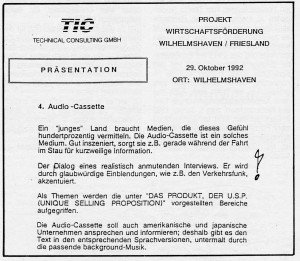 TIC
TECHNICAL CONSULTING GMBH
PROJEKT
WIRTSCHAFTSFÖRDERUNG
WILHELMSHAVEN / FRIESLAND
PRÄSENTATION
29. Oktober 1992
ORT: WILHELMSHAVEN
4. Audio-Cassette
Ein "junges" Land braucht Medien, die dieses Gefühl
hundertprozentig vermitteln. Die Audio-Cassette ist ein solches
Medium. Gut inszeniert, sorgt sie z.B. gerade während der Fahrt
im Stau für kurzweilige Information.
Der Dialog eines realistisch anmutenden Interviews. Er wird
durch glaubwürdige Einblendungen, wie z.B. den Verkehrsfunk,
akzentuiert.
!
Als Themen werden die unter "DAS PRODUKT, DER U.S.P.
(UNIQUE SELLING PROPOSITION)" vorgestellten Bereiche
aufgegriffen.
Die Audio-Cassette soll auch amerikanische und japanische
Unternehmen ansprechen und informieren; deshalb gibt es den
Text in den entsprechenden Sprachversionen, untermalt durch
die passende background-Musik.